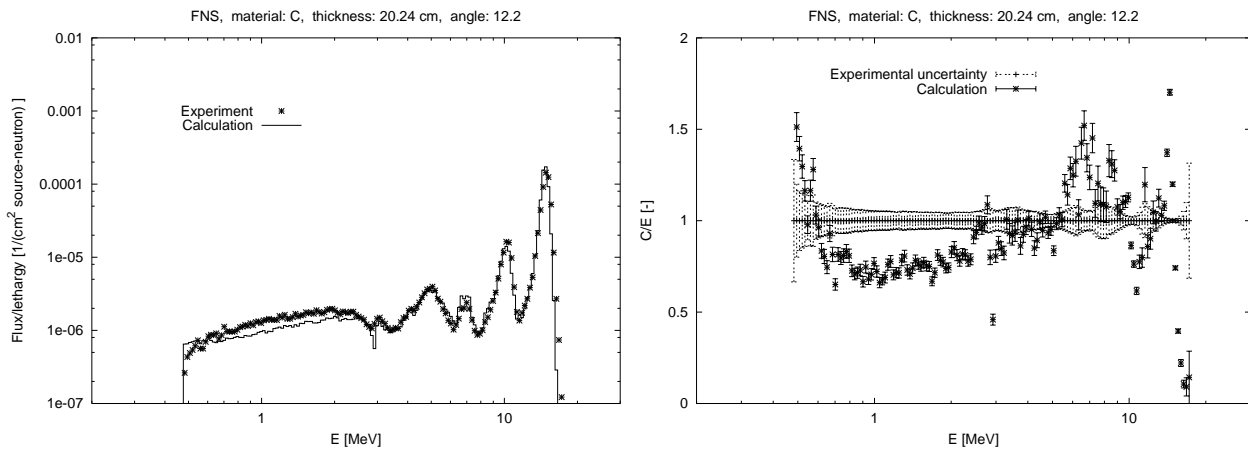 FNS, material: C, thickness: 20.24 cm, angle: 12.2
0.01
0.001
0.0001
1e-05
1e-06
1e-07
Flux/lethargy [1/(cm^2 source-neutron) ]
Experiment
Calculation
1
10
E [MeV]
FNS, material: C, thickness: 20.24 cm, angle: 12.2
2
1.5
1
0.5
0
C/E [-]
Experimental uncertainty
Calculation
1
10
E [MeV]